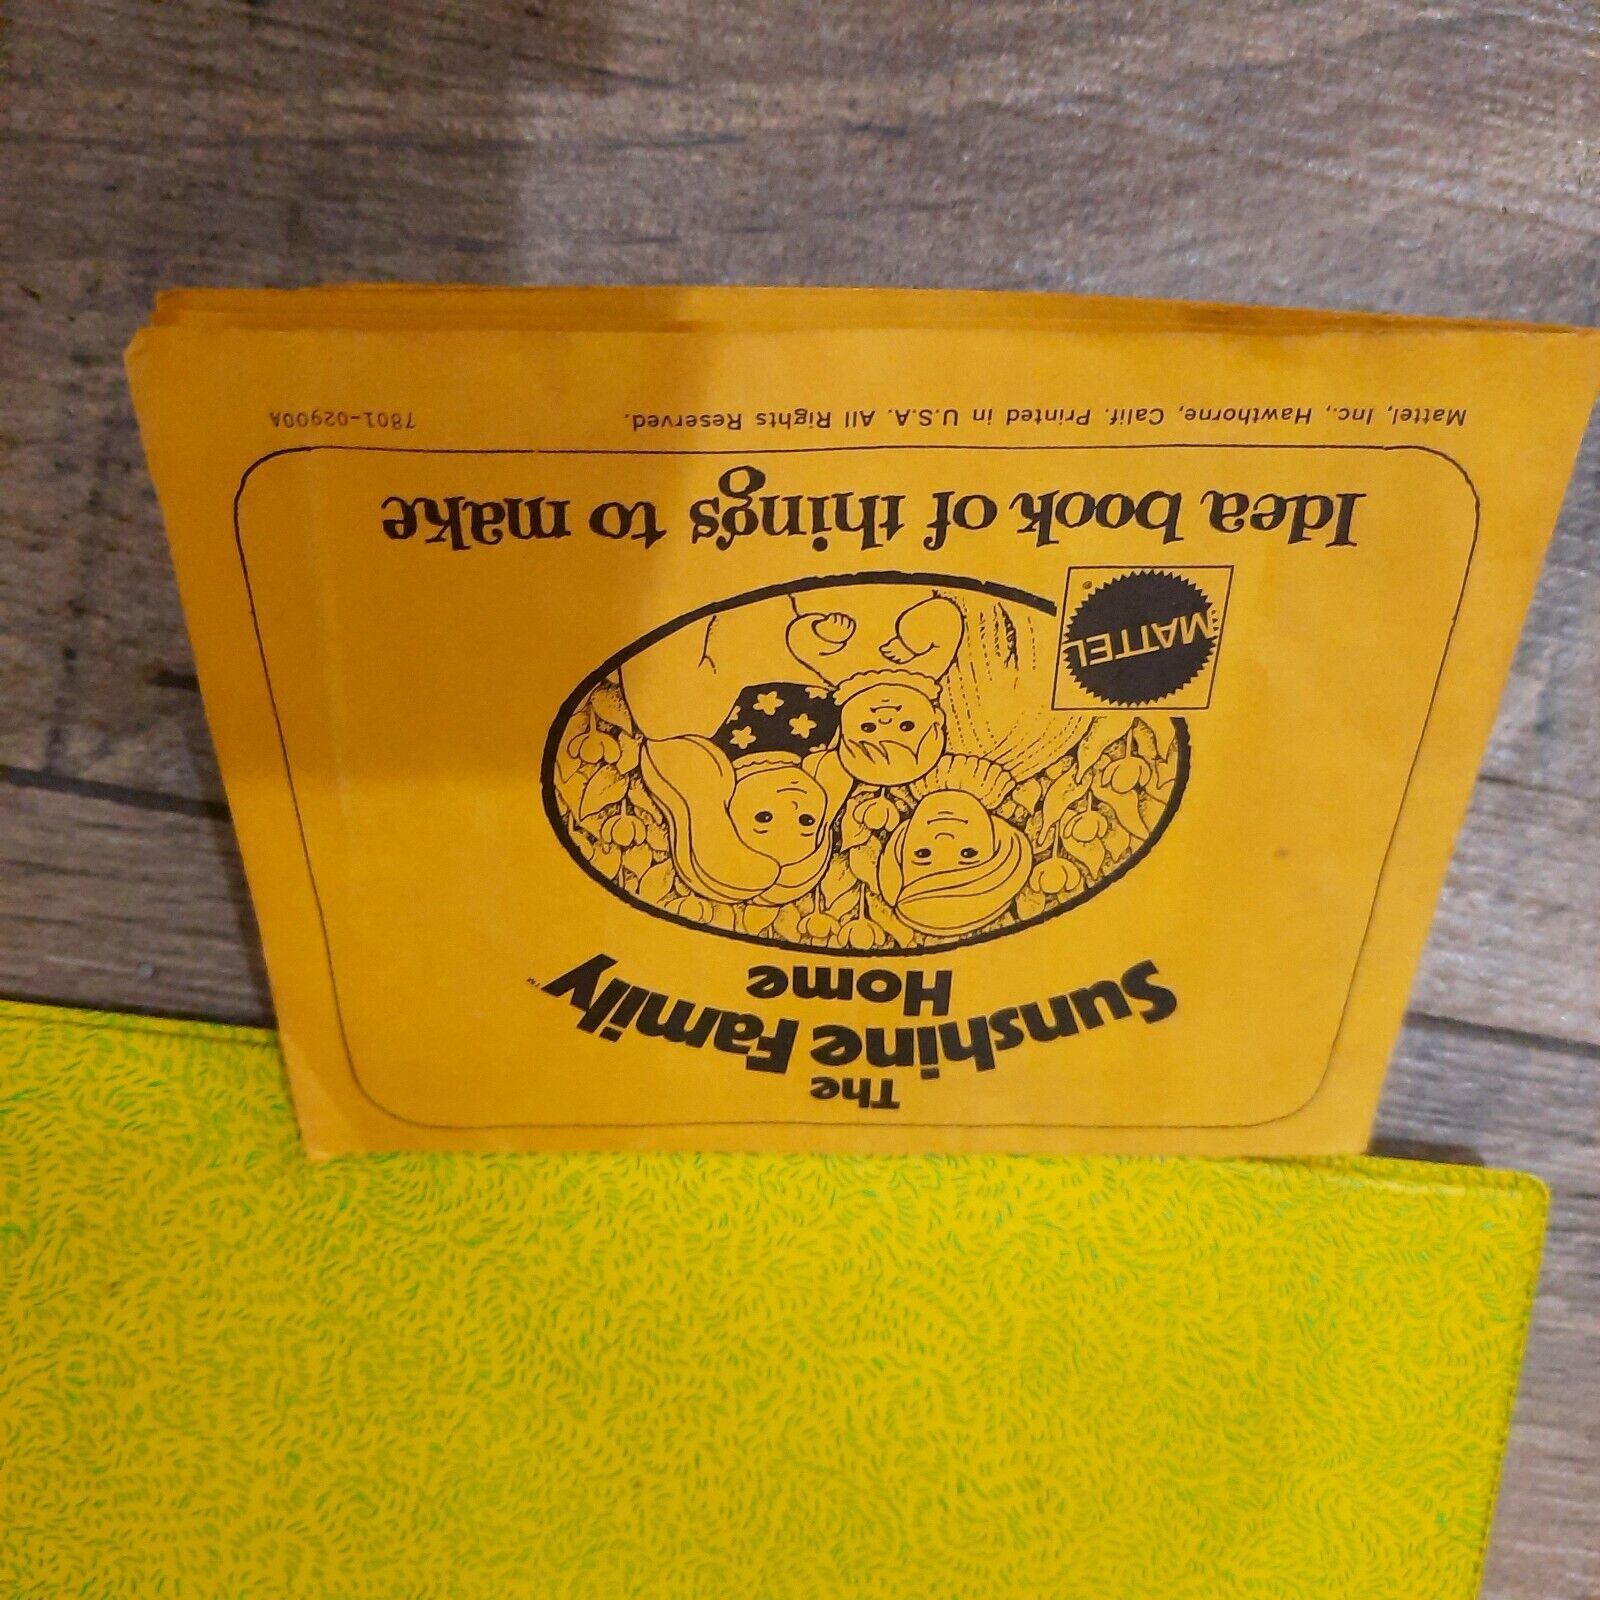 The
Sunshine Family™
Home
MATTEL®
Idea book of things to make
Mattel, Inc., Hawthorne, Calif. Printed in U.S.A. All Rights Reserved. 7801-02900A